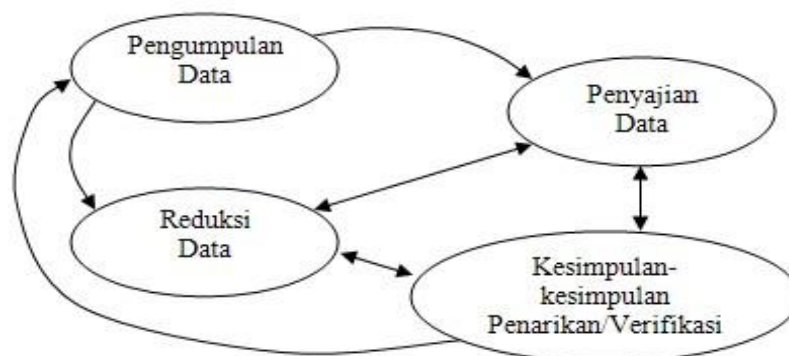 Pengumpulan
Data
Penyajian
Data
Reduksi
Data
Kesimpulan-
kesimpulan
Penarikan/Verifikasi